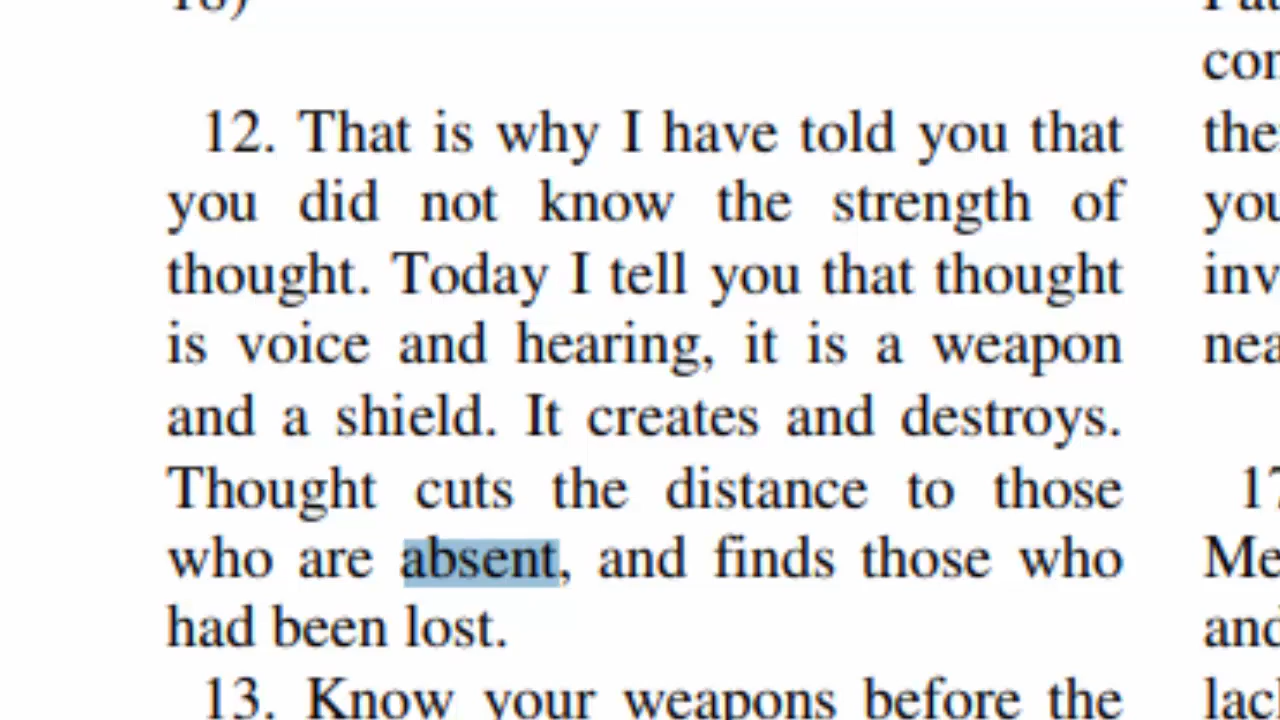 12. That is why I have told you that
you did not know the strength of
thought. Today I tell you that thought
is voice and hearing, it is a weapon
and a shield. It creates and destroys.
Thought cuts the distance to those
who are absent, and finds those who
had been lost.
13. Know your weapons before the